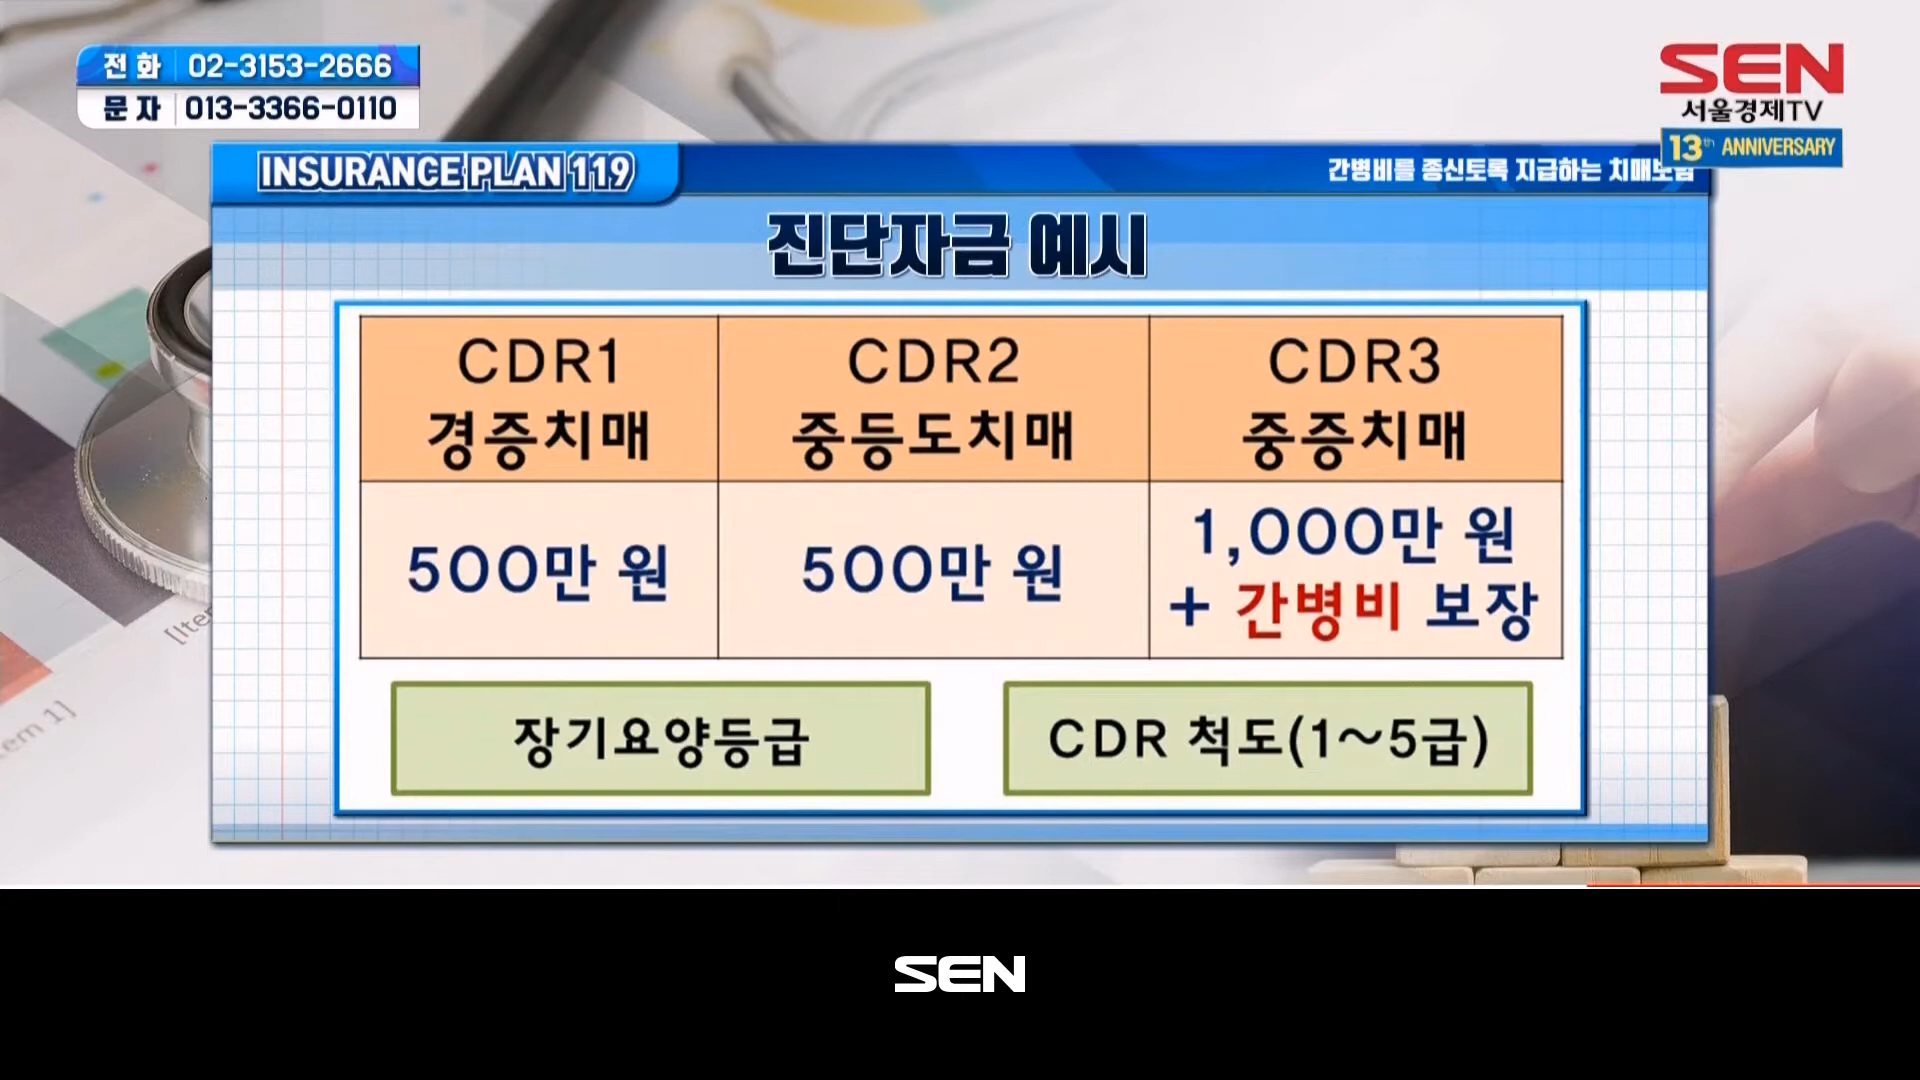 전화 02-3153-2666
문자 013-3366-0110
SEN
서울경제TV
13th ANNIVERSARY
INSURANCE PLAN 119
간병비를 종신토록 지급하는 치매보험
진단자금 예시
CDR1
경증치매
CDR2
중등도치매
CDR3
중증치매
500만 원
500만 원
1,000만 원
+ 간병비 보장
장기요양등급
CDR 척도(1~5급)
[Ite
em 1]
SEN